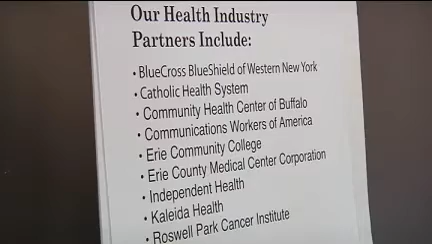 Our Health Industry
Partners Include:
• BlueCross BlueShield of Western New York
• Catholic Health System
• Community Health Center of Buffalo
• Communications Workers of America
• Erie Community College
• Erie County Medical Center Corporation
• Independent Health
• Kaleida Health
• Roswell Park Cancer Institute